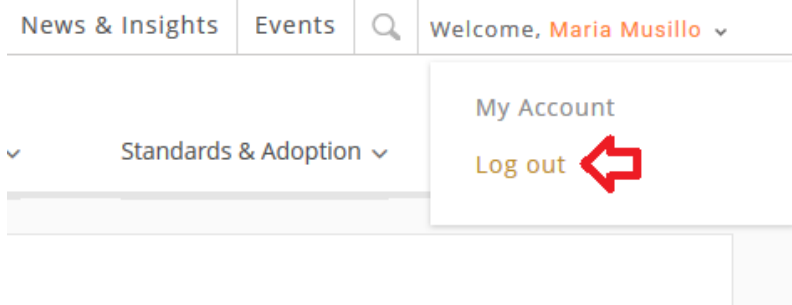 News & Insights Events Welcome, Maria Musillo
My Account
Standards & Adoption
Log out